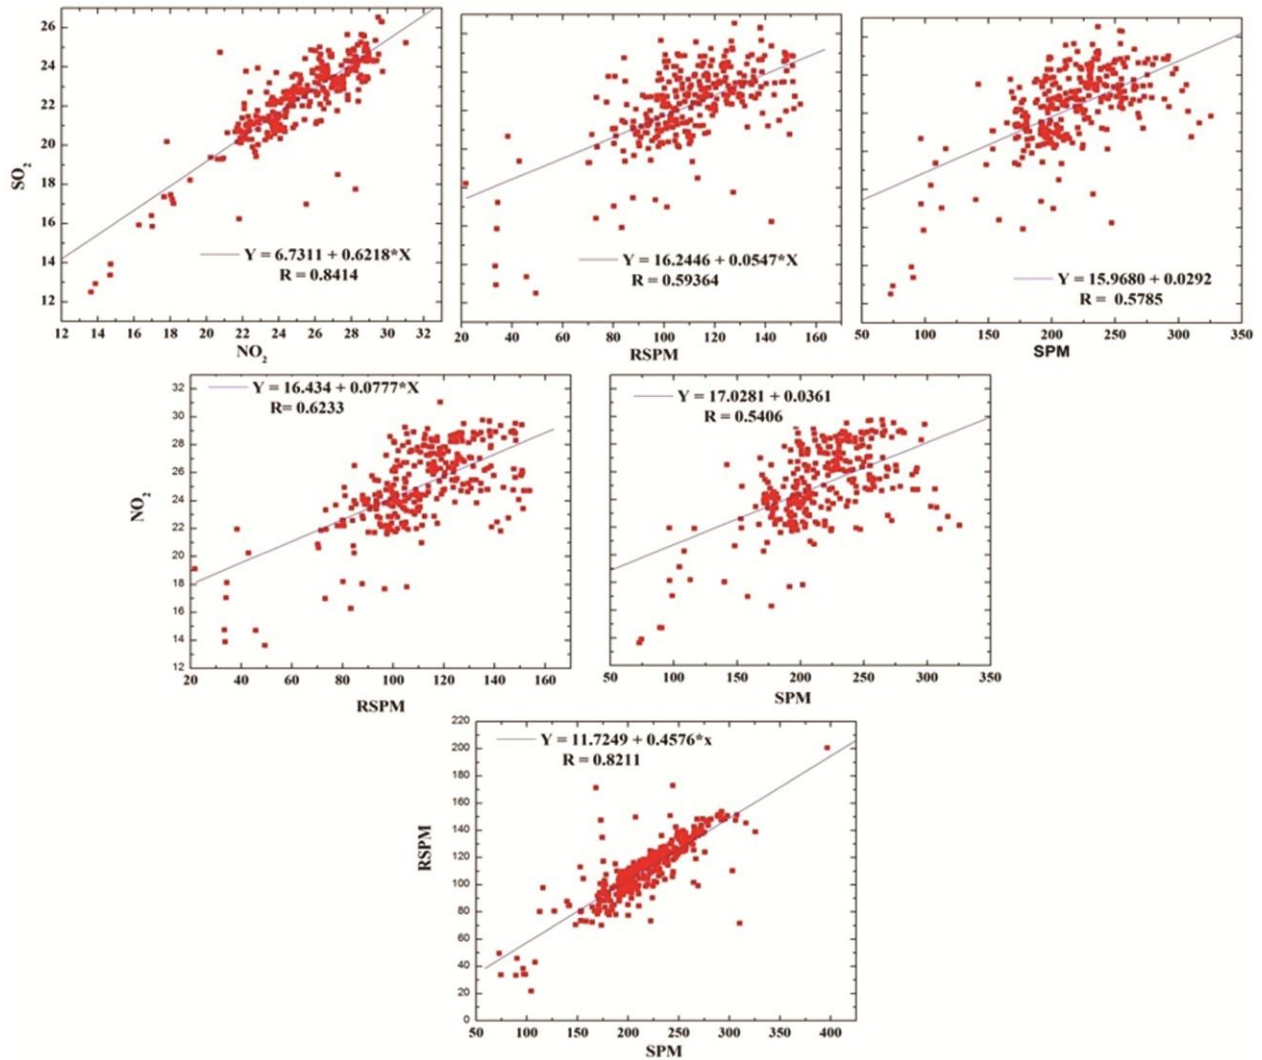 26
24
22
20
18
16
14
12
SO2
Y = 6.7311 + 0.6218*X
R = 0.8414
12 14 16 18 20 22 24 26 28 30 32
NO2
Y = 16.2446 + 0.0547*X
R = 0.59364
20 40 60 80 100 120 140 160
RSPM
Y = 15.9680 + 0.0292
R = 0.5785
50 100 150 200 250 300 350
SPM
32
30
28
26
24
22
20
18
16
14
12
NO2
Y = 16.434 + 0.0777*X
R= 0.6233
20 40 60 80 100 120 140 160
RSPM
Y = 17.0281 + 0.0361
R = 0.5406
50 100 150 200 250 300 350
SPM
220
200
180
160
140
120
100
80
60
40
20
0
RSPM
Y = 11.7249 + 0.4576*x
R = 0.8211
50 100 150 200 250 300 350 400
SPM